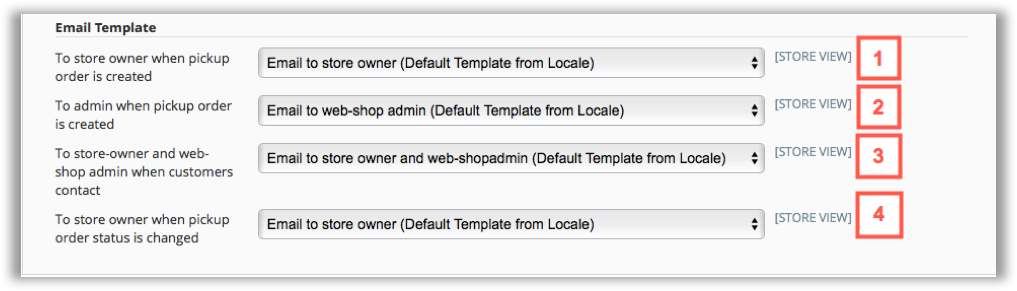 Email Template
To store owner when pickup
order is created
Email to store owner (Default Template from Locale)
[STORE VIEW]
1
To admin when pickup order
is created
Email to web-shop admin (Default Template from Locale)
[STORE VIEW]
2
To store-owner and web-
shop admin when customers
contact
Email to store owner and web-shopadmin (Default Template from Locale)
[STORE VIEW]
3
To store owner when pickup
order status is changed
Email to store owner (Default Template from Locale)
[STORE VIEW]
4